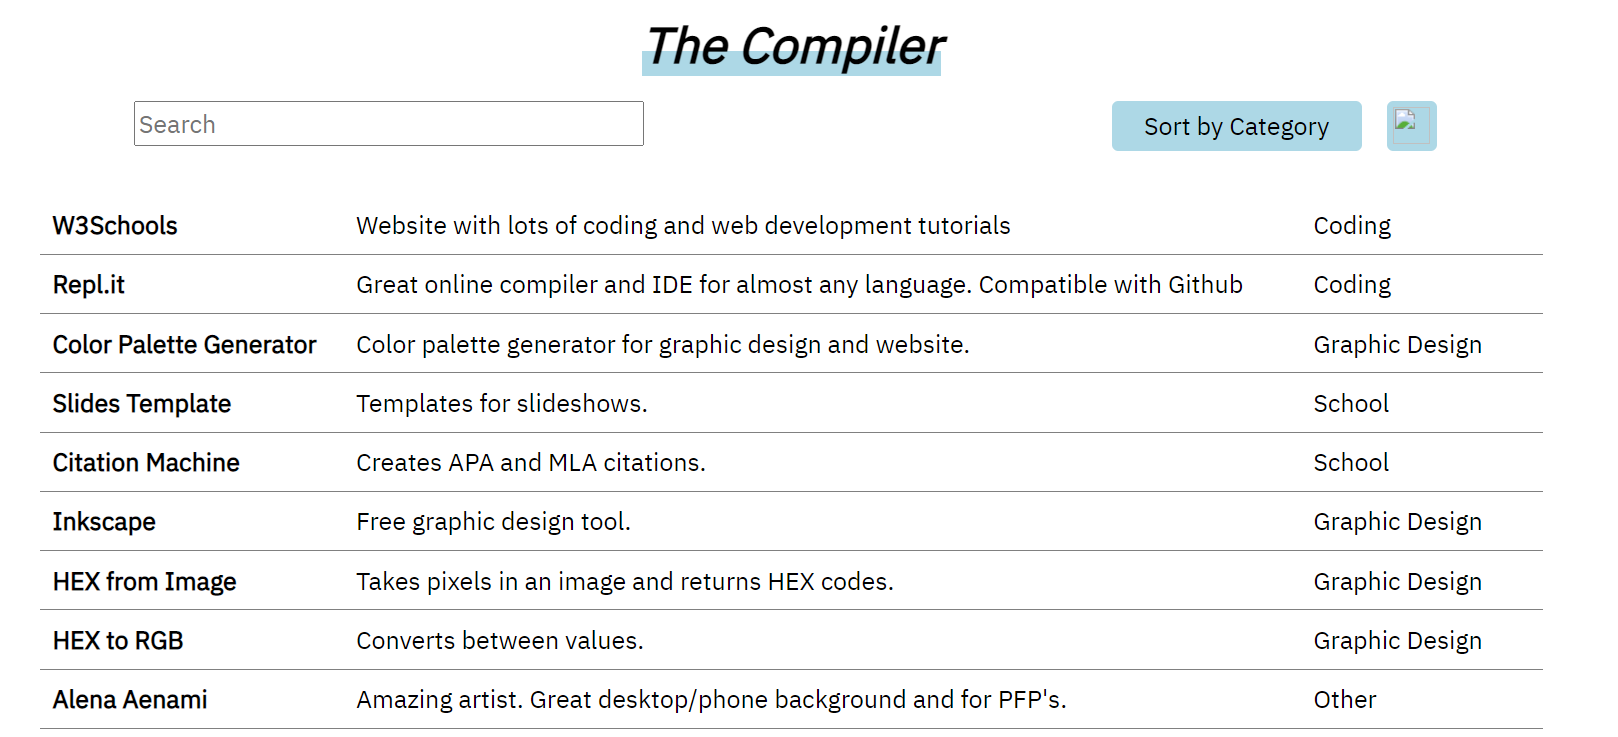 The Compiler
Search
Sort by Category
W3Schools Website with lots of coding and web development tutorials Coding
Repl.it Great online compiler and IDE for almost any language. Compatible with Github Coding
Color Palette Generator Color palette generator for graphic design and website. Graphic Design
Slides Template Templates for slideshows. School
Citation Machine Creates APA and MLA citations. School
Inkscape Free graphic design tool. Graphic Design
HEX from Image Takes pixels in an image and returns HEX codes. Graphic Design
HEX to RGB Converts between values. Graphic Design
Alena Aenami Amazing artist. Great desktop/phone background and for PFP's. Other